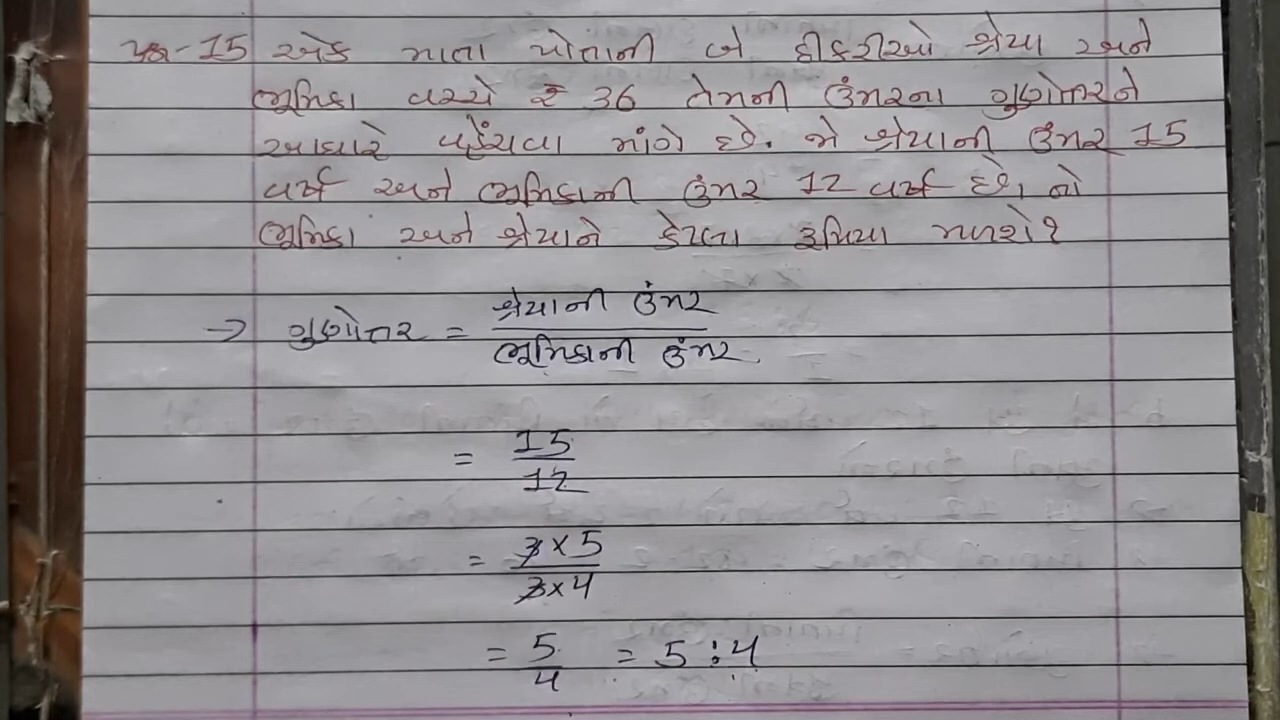 પ્રશ્ન-15 એક માતા પોતાની બે દીકરીઓ શ્રેયા અને
ભૂમિકા વચ્ચે ₹ 36 તેમની ઉંમરના ગુણોત્તરને
આધારે વહેંચવા માંગે છે. જો શ્રેયાની ઉંમર 15
વર્ષ અને ભૂમિકાની ઉંમર 12 વર્ષ છે, તો
ભૂમિકા અને શ્રેયાને કેટલા રૂપિયા મળશે?
→ ગુણોત્તર = શ્રેયાની ઉંમર
ભૂમિકાની ઉંમર
= 15
12
= 3 × 5
3 × 4
= 5 = 5 : 4
4